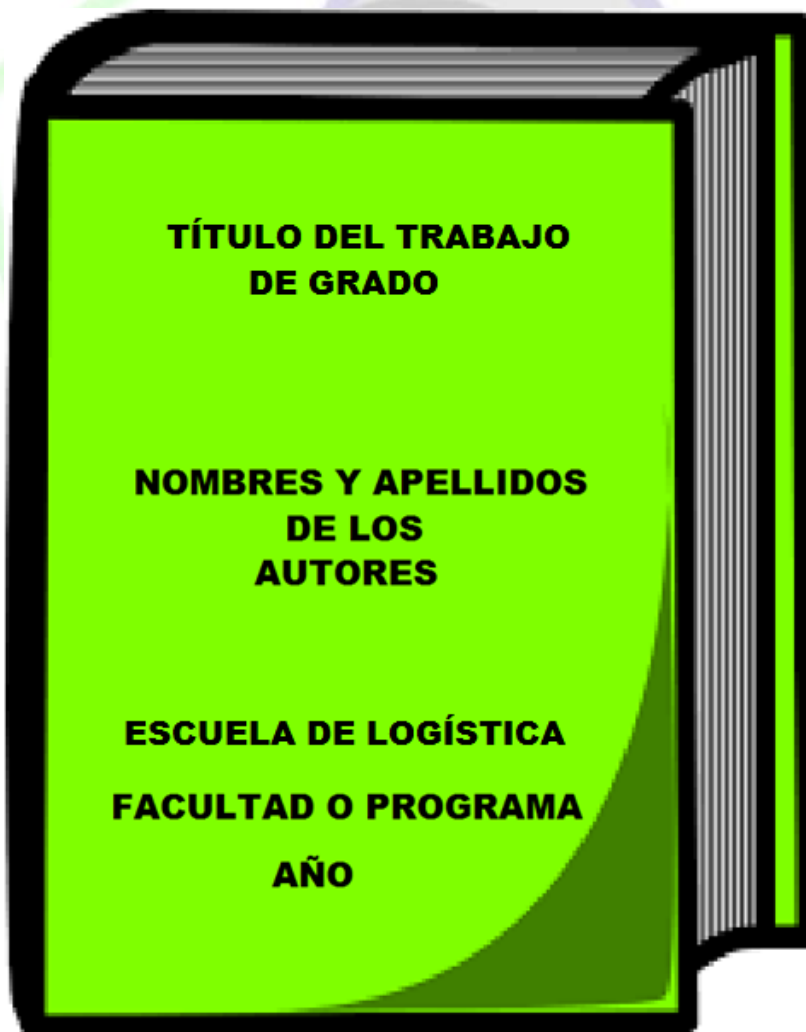 TÍTULO DEL TRABAJO
DE GRADO
NOMBRES Y APELLIDOS
DE LOS
AUTORES
ESCUELA DE LOGÍSTICA
FACULTAD O PROGRAMA
AÑO